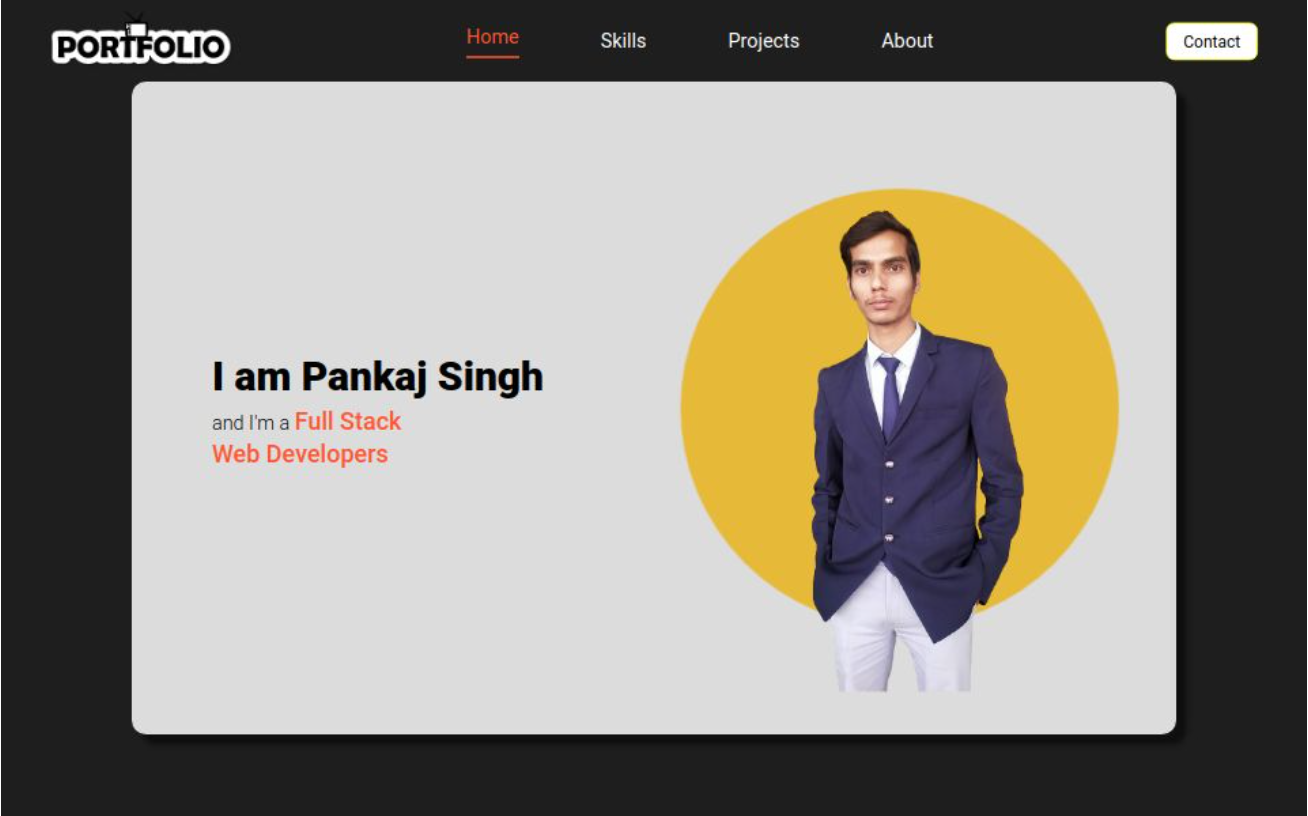 PORTFOLIO
Home
Skills
Projects
About
Contact
I am Pankaj Singh
and I'm a Full Stack
Web Developers